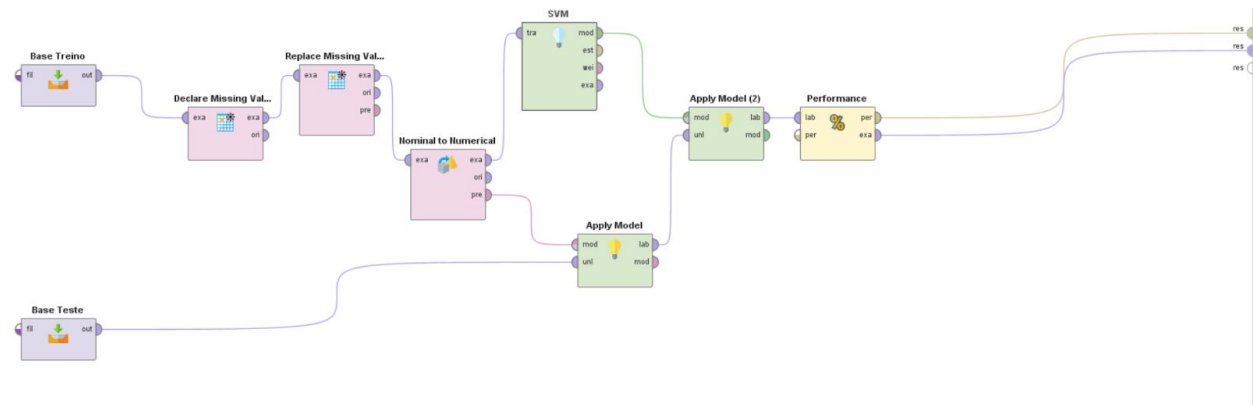 SVM
tra
mod
est
wei
exa
res
res
res
Base Treino
fil
out
Replace Missing Val...
exa
exa
ori
pre
Declare Missing Val...
exa
exa
ori
Apply Model (2)
mod
lab
unl
mod
Performance
lab
per
per
exa
Nominal to Numerical
exa
exa
ori
pre
Apply Model
mod
lab
unl
mod
Base Teste
fil
out